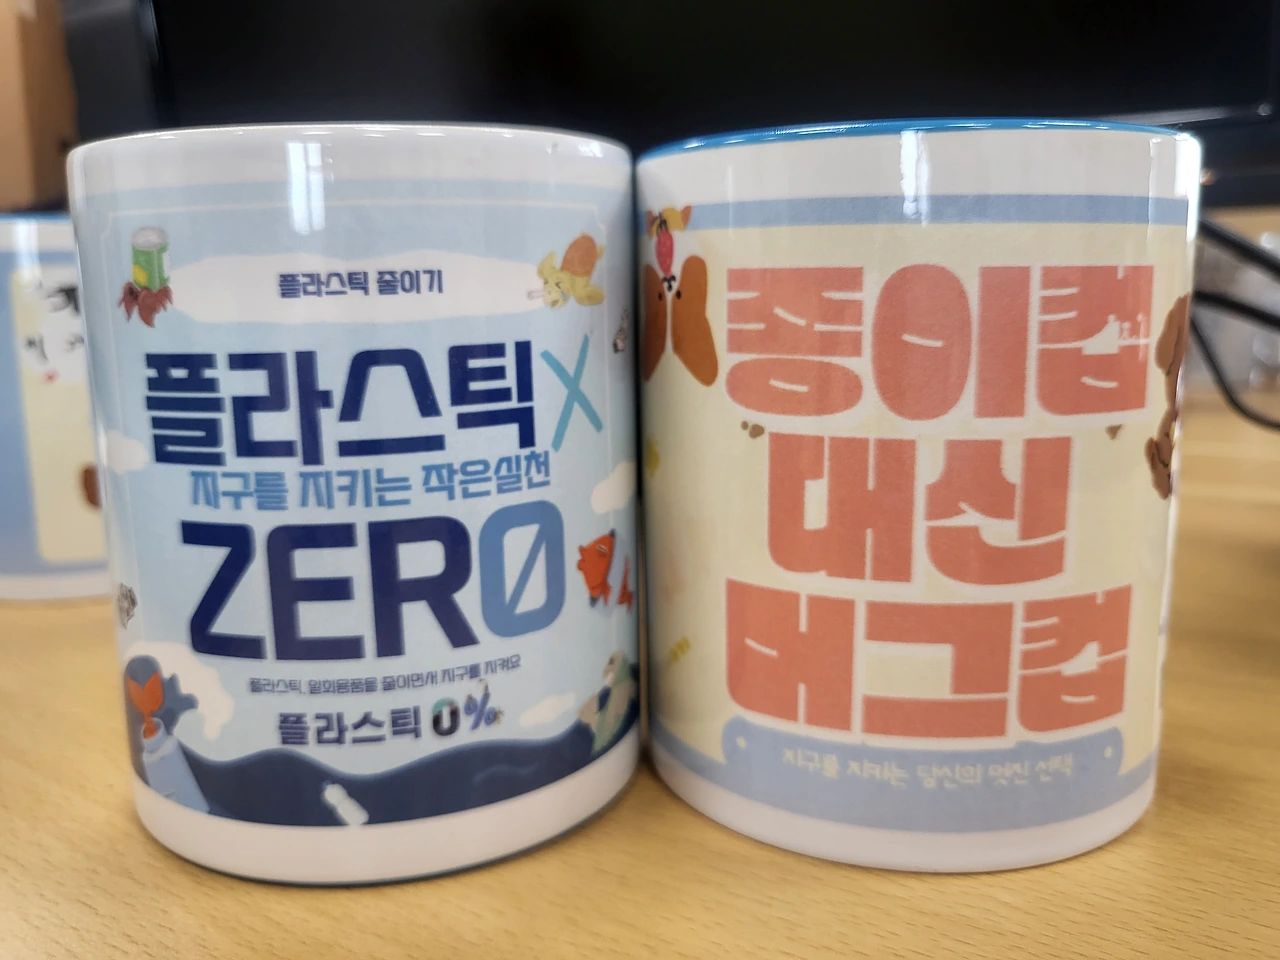 플라스틱 줄이기
플라스틱X
지구를 지키는 작은실천
ZERO
플라스틱, 일회용품을 줄이면서 지구를 지켜요
플라스틱 0%
종이컵
대신
머그컵
지구를 지키는 당신의 멋진 선택